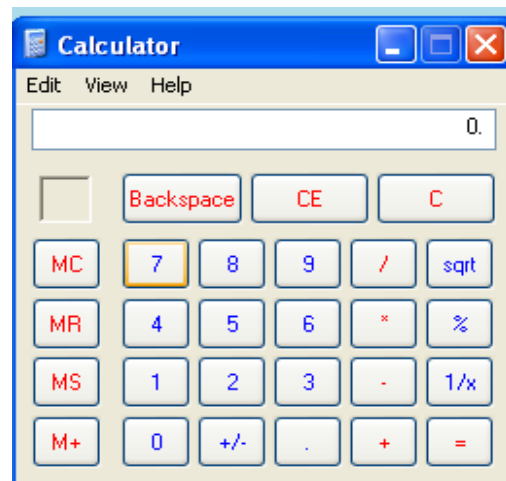 Calculator
Edit View Help
0.
Backspace CE C
MC 7 8 9 / sqrt
MR 4 5 6 * %
MS 1 2 3 - 1/x
M+ 0 +/- . + =